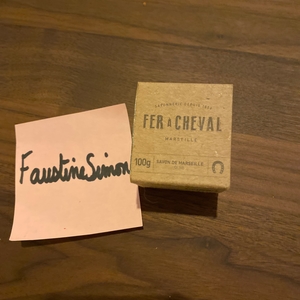 FaustineSimon
FER À CHEVAL
MARSEILLE
100g
SAVON DE MARSEILLE